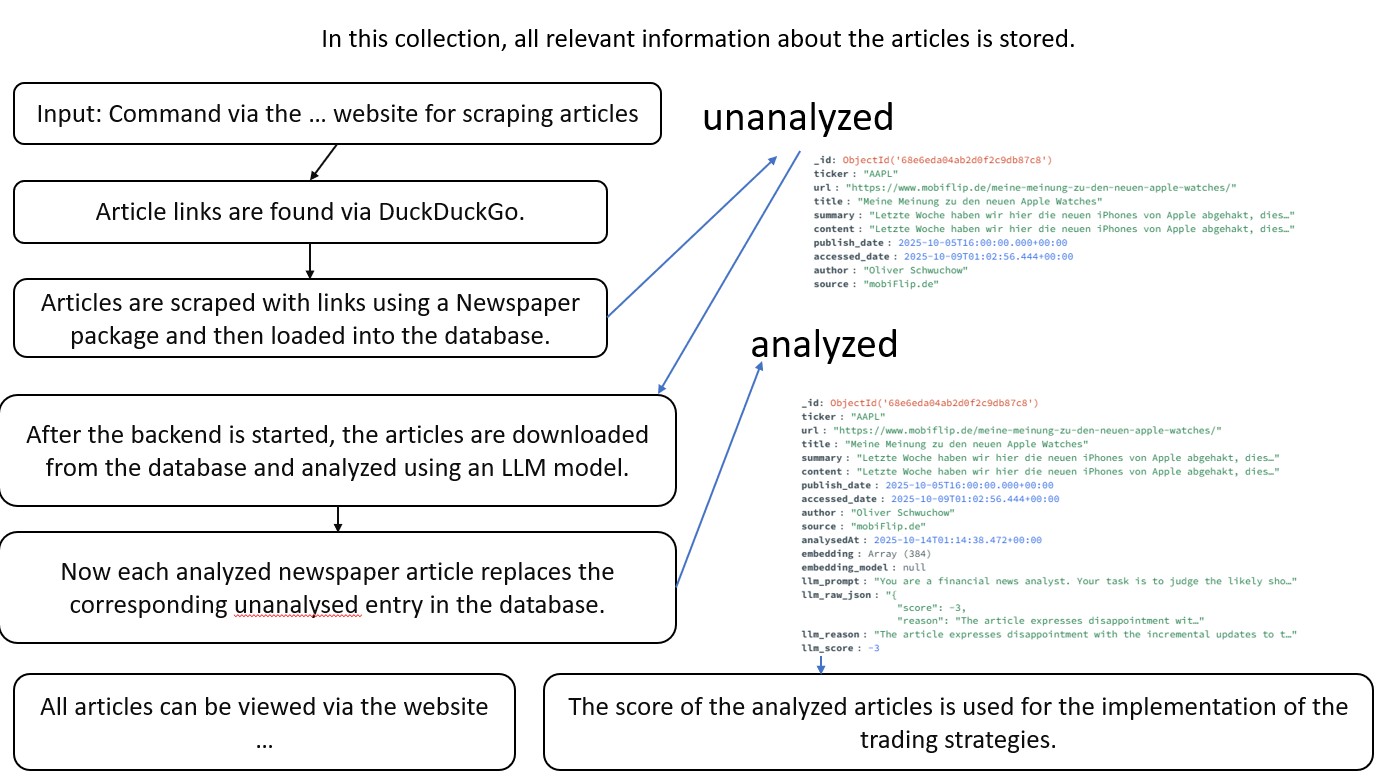 In this collection, all relevant information about the articles is stored.
Input: Command via the ... website for scraping articles
Article links are found via DuckDuckGo.
Articles are scraped with links using a Newspaper
package and then loaded into the database.
After the backend is started, the articles are downloaded
from the database and analyzed using an LLM model.
Now each analyzed newspaper article replaces the
corresponding unanalysed entry in the database.
All articles can be viewed via the website
...
unanalyzed
_id: ObjectId('68e6eda04ab2d0f2c9db87c8')
ticker : "AAPL"
url : "https://www.mobiflip.de/meine-meinung-zu-den-neuen-apple-watches/"
title : "Meine Meinung zu den neuen Apple Watches"
summary : "Letzte Woche haben wir hier die neuen iPhones von Apple abgehakt, dies…"
content : "Letzte Woche haben wir hier die neuen iPhones von Apple abgehakt, dies…"
publish_date : 2025-10-05T16:00:00.000+00:00
accessed_date : 2025-10-09T01:02:56.444+00:00
author : "Oliver Schwuchow"
source : "mobiFlip.de"
analyzed
_id: ObjectId('68e6eda04ab2d0f2c9db87c8')
ticker : "AAPL"
url : "https://www.mobiflip.de/meine-meinung-zu-den-neuen-apple-watches/"
title : "Meine Meinung zu den neuen Apple Watches"
summary : "Letzte Woche haben wir hier die neuen iPhones von Apple abgehakt, dies…"
content : "Letzte Woche haben wir hier die neuen iPhones von Apple abgehakt, dies…"
publish_date : 2025-10-05T16:00:00.000+00:00
accessed_date : 2025-10-09T01:02:56.444+00:00
author : "Oliver Schwuchow"
source : "mobiFlip.de"
analysedAt : 2025-10-14T01:14:38.472+00:00
embedding : Array (384)
embedding_model : null
llm_prompt : "You are a financial news analyst. Your task is to judge the likely sho…"
llm_raw_json : "{
"score": -3,
"reason": "The article expresses disappointment wit…"
llm_reason : "The article expresses disappointment with the incremental updates to t…"
llm_score : -3
The score of the analyzed articles is used for the implementation of the
trading strategies.